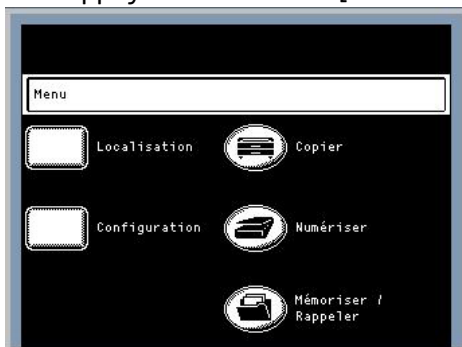 Menu
Localisation
Copier
Configuration
Numériser
Mémoriser /
Rappeler